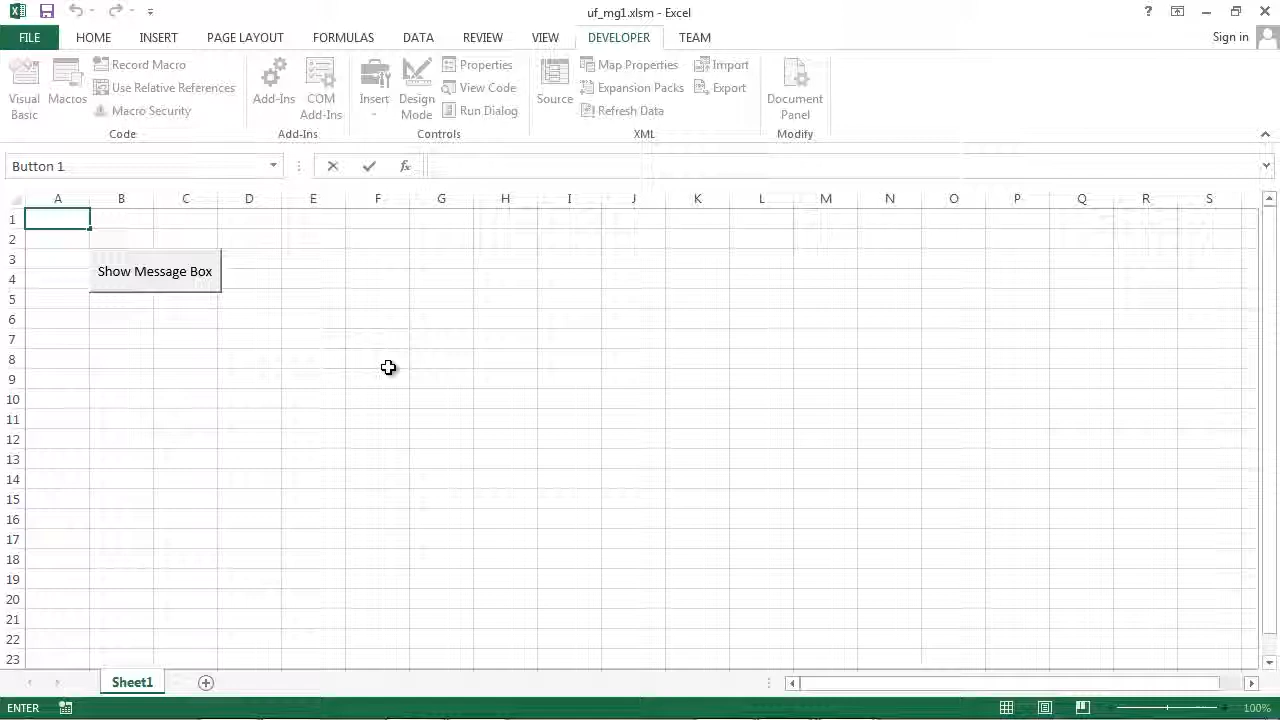 uf_mg1.xlsm - Excel
?
FILE HOME INSERT PAGE LAYOUT FORMULAS DATA REVIEW VIEW DEVELOPER TEAM Sign in
Visual Basic
Macros
Record Macro
Use Relative References
Macro Security
Code
Add-Ins
COM Add-Ins
Add-Ins
Insert
Design Mode
Properties
View Code
Run Dialog
Controls
Source
Map Properties
Expansion Packs
Refresh Data
Import
Export
XML
Document Panel
Modify
Button 1
fx
A B C D E F G H I J K L M N O P Q R S
1
2
3
4
5
6
7
8
9
10
11
12
13
14
15
16
17
18
19
20
21
22
23
Show Message Box
Sheet1
ENTER
100%